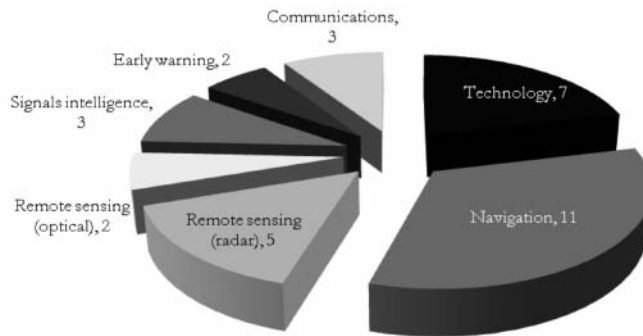 Communications,
3
Early warning, 2
Technology, 7
Signals intelligence,
3
Navigation, 11
Remote sensing
(optical), 2
Remote sensing
(radar), 5